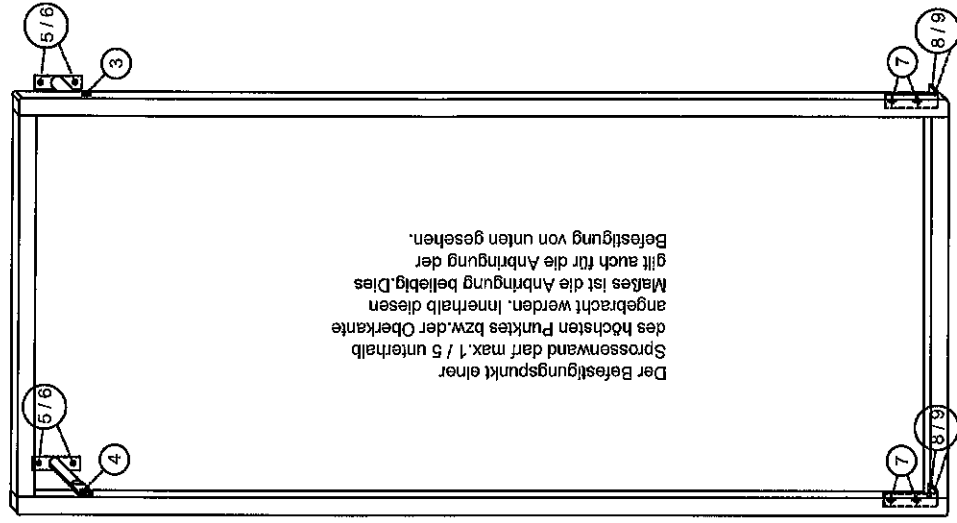 5 / 6
3
7
8 / 9
Der Befestigungspunkt einer
Sprossenwand darf max. 1 / 5 unterhalb
des höchsten Punktes bzw.der Oberkante
angebracht werden. Innerhalb diesen
Maßes ist die Anbringung beliebig.Dies
gilt auch für die Anbringung der
Befestigung von unten gesehen.
5 / 6
4
7
8 / 9